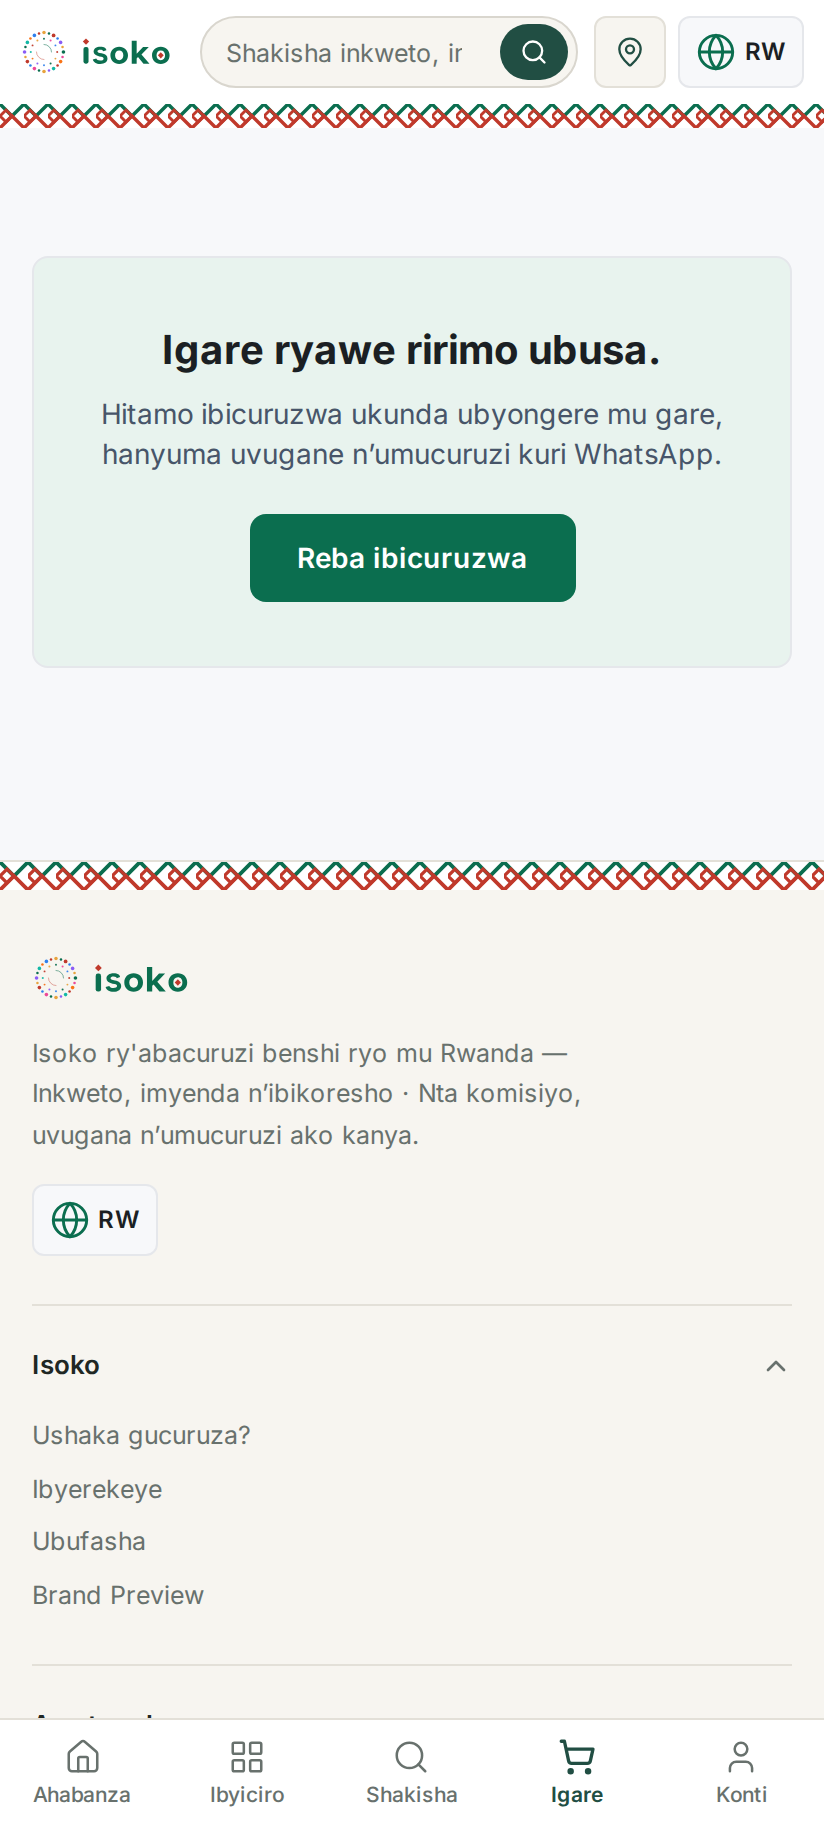 isoko
Shakisha inkweto, ir
RW
Igare ryawe ririmo ubusa.
Hitamo ibicuruzwa ukunda ubyongere mu gare,
hanyuma uvugane n’umucuruzi kuri WhatsApp.
Reba ibicuruzwa
isoko
Isoko ry'abacuruzi benshi ryo mu Rwanda —
Inkweto, imyenda n’ibikoresho · Nta komisiyo,
uvugana n’umucuruzi ako kanya.
RW
Isoko
Ushaka gucuruza?
Ibyerekeye
Ubufasha
Brand Preview
Ahabanza
Ibyiciro
Shakisha
Igare
Konti